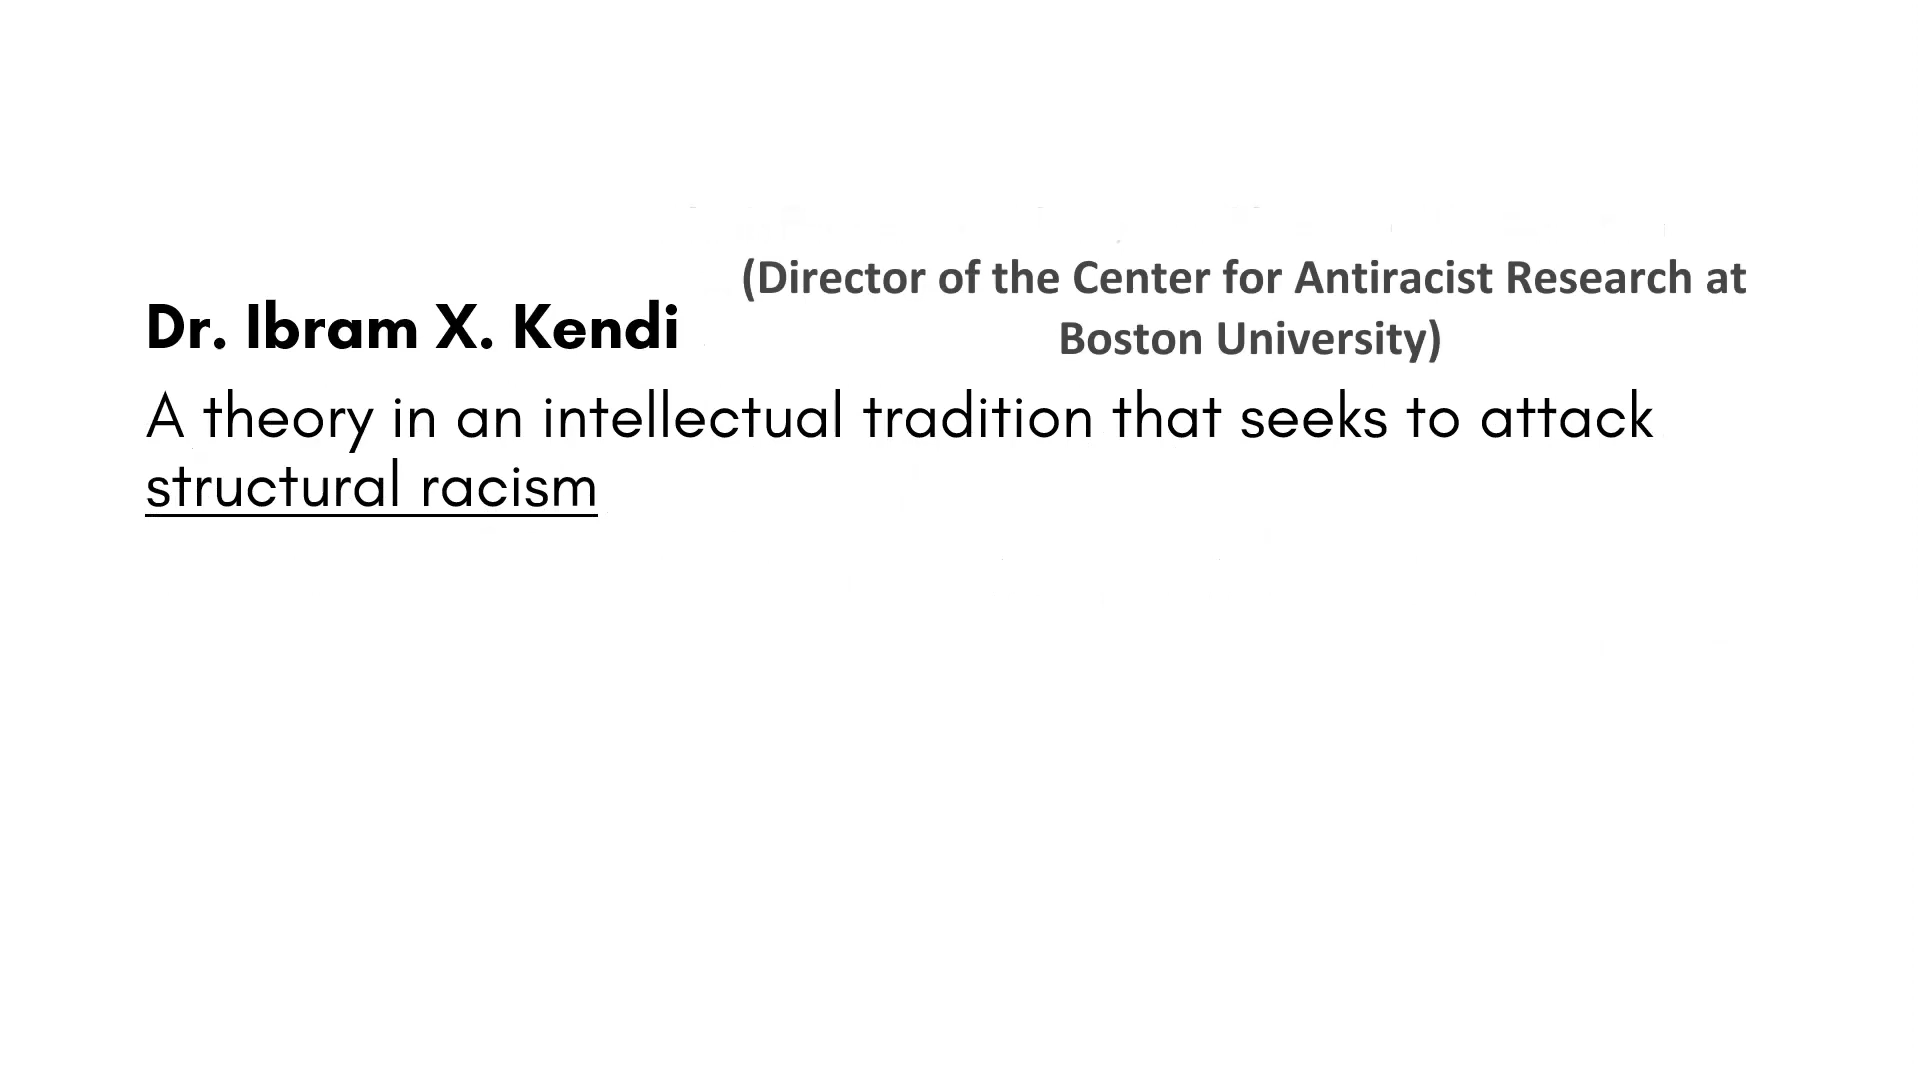 Dr. Ibram X. Kendi
(Director of the Center for Antiracist Research at
Boston University)
A theory in an intellectual tradition that seeks to attack
structural racism